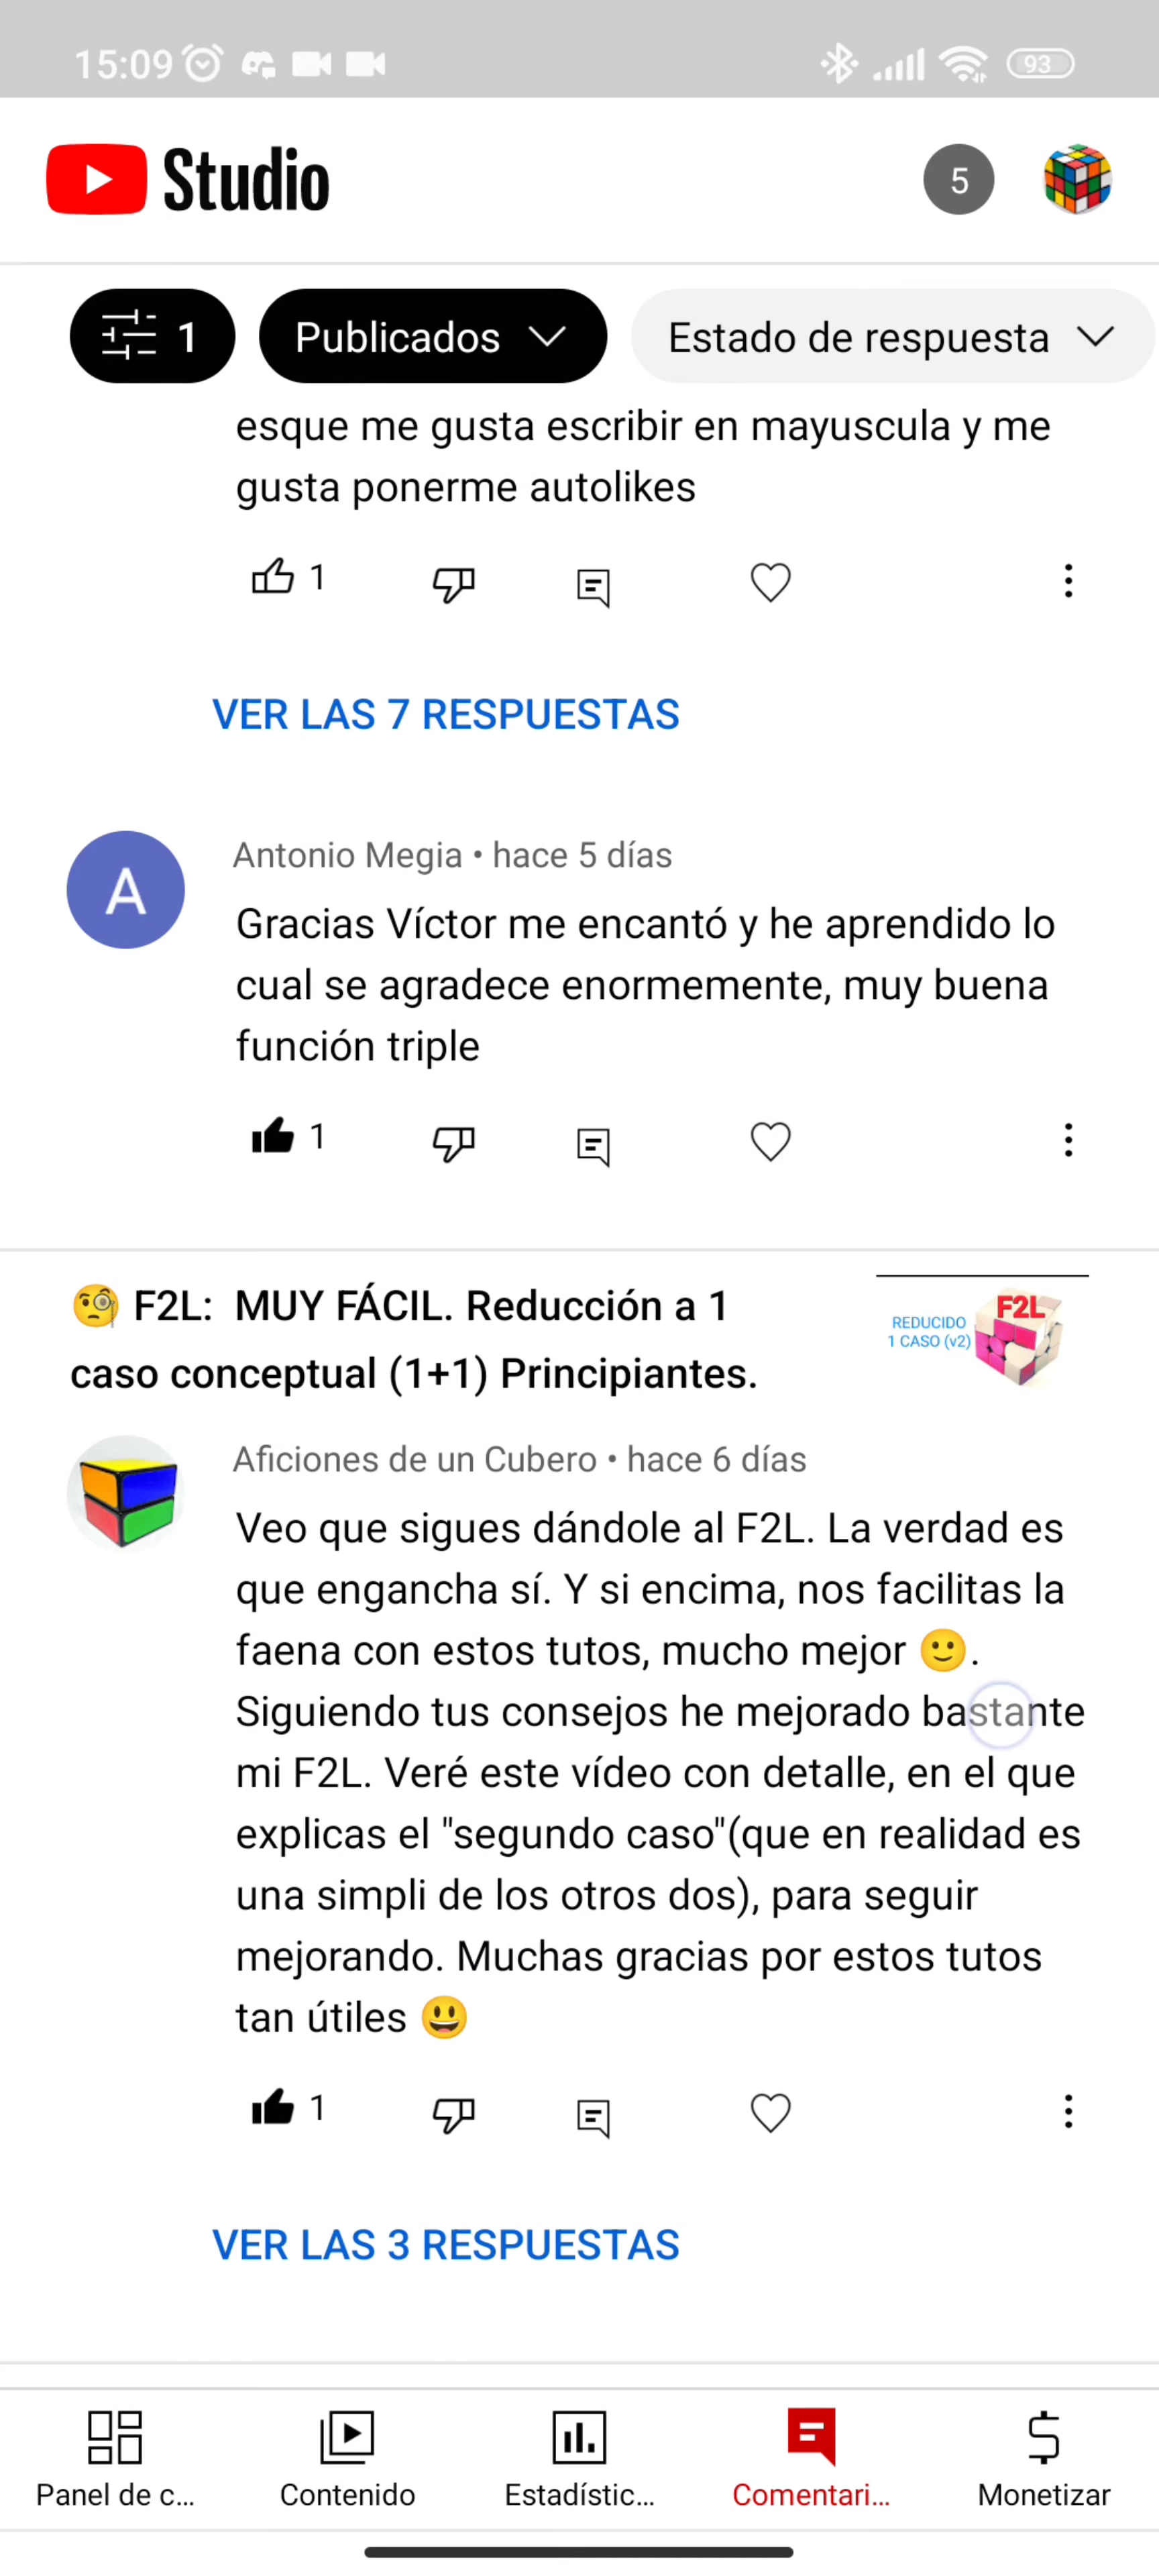 15:09
93
Studio
5
1
Publicados
Estado de respuesta
esque me gusta escribir en mayuscula y me
gusta ponerme autolikes
1
VER LAS 7 RESPUESTAS
A
Antonio Megia • hace 5 días
Gracias Víctor me encantó y he aprendido lo
cual se agradece enormemente, muy buena
función triple
1
🧐 F2L: MUY FÁCIL. Reducción a 1
caso conceptual (1+1) Principiantes.
REDUCIDO
1 CASO (v2)
F2L
Aficiones de un Cubero • hace 6 días
Veo que sigues dándole al F2L. La verdad es
que engancha sí. Y si encima, nos facilitas la
faena con estos tutos, mucho mejor 🙂.
Siguiendo tus consejos he mejorado bastante
mi F2L. Veré este vídeo con detalle, en el que
explicas el "segundo caso"(que en realidad es
una simpli de los otros dos), para seguir
mejorando. Muchas gracias por estos tutos
tan útiles 😃
1
VER LAS 3 RESPUESTAS
Panel de c...
Contenido
Estadístic...
Comentari...
Monetizar